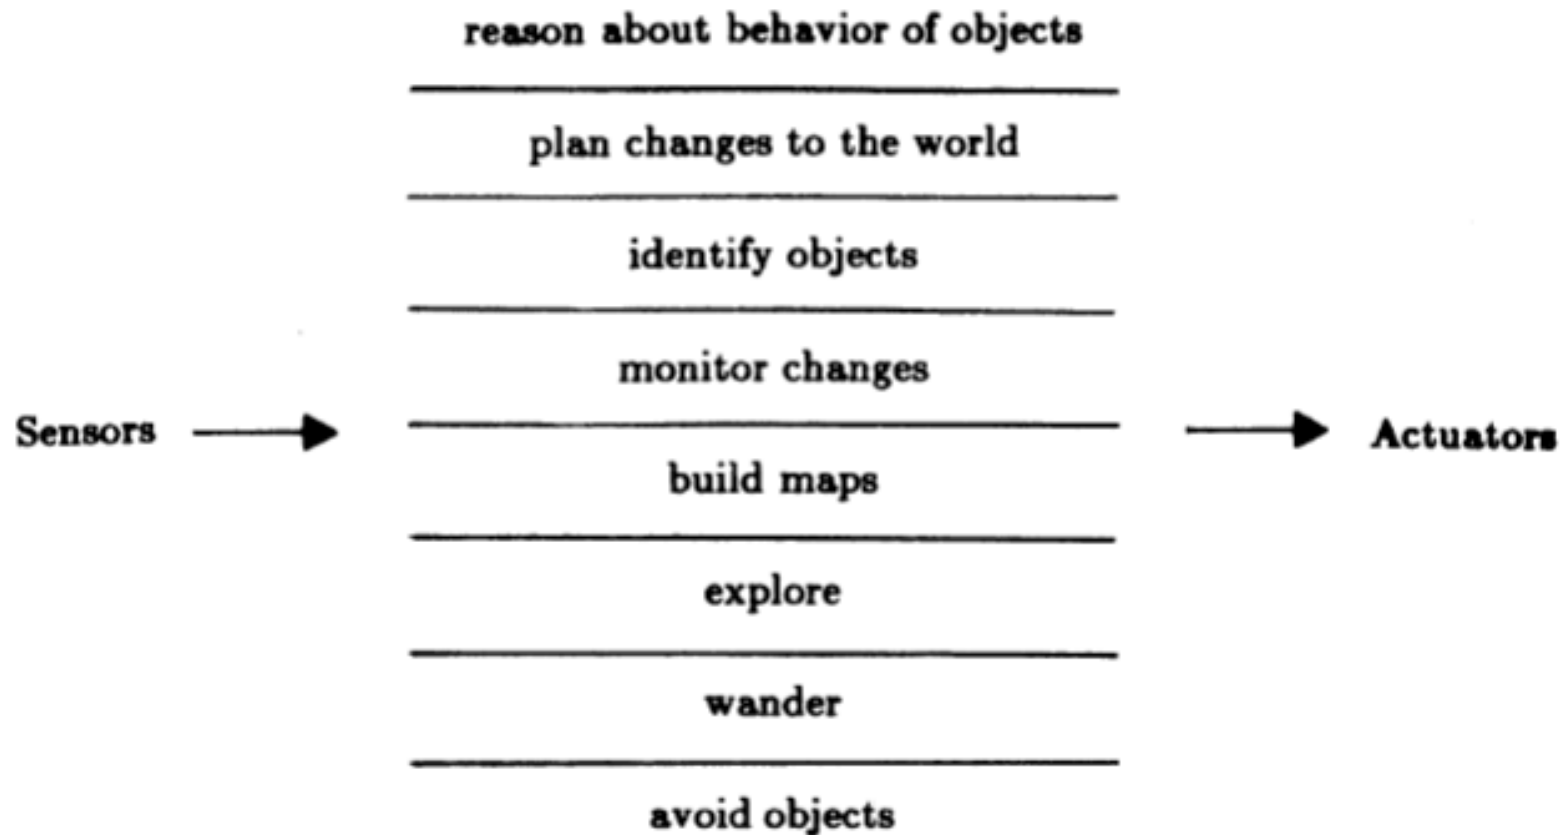 reason about behavior of objects
plan changes to the world
identify objects
monitor changes
Sensors
Actuators
build maps
explore
wander
avoid objects